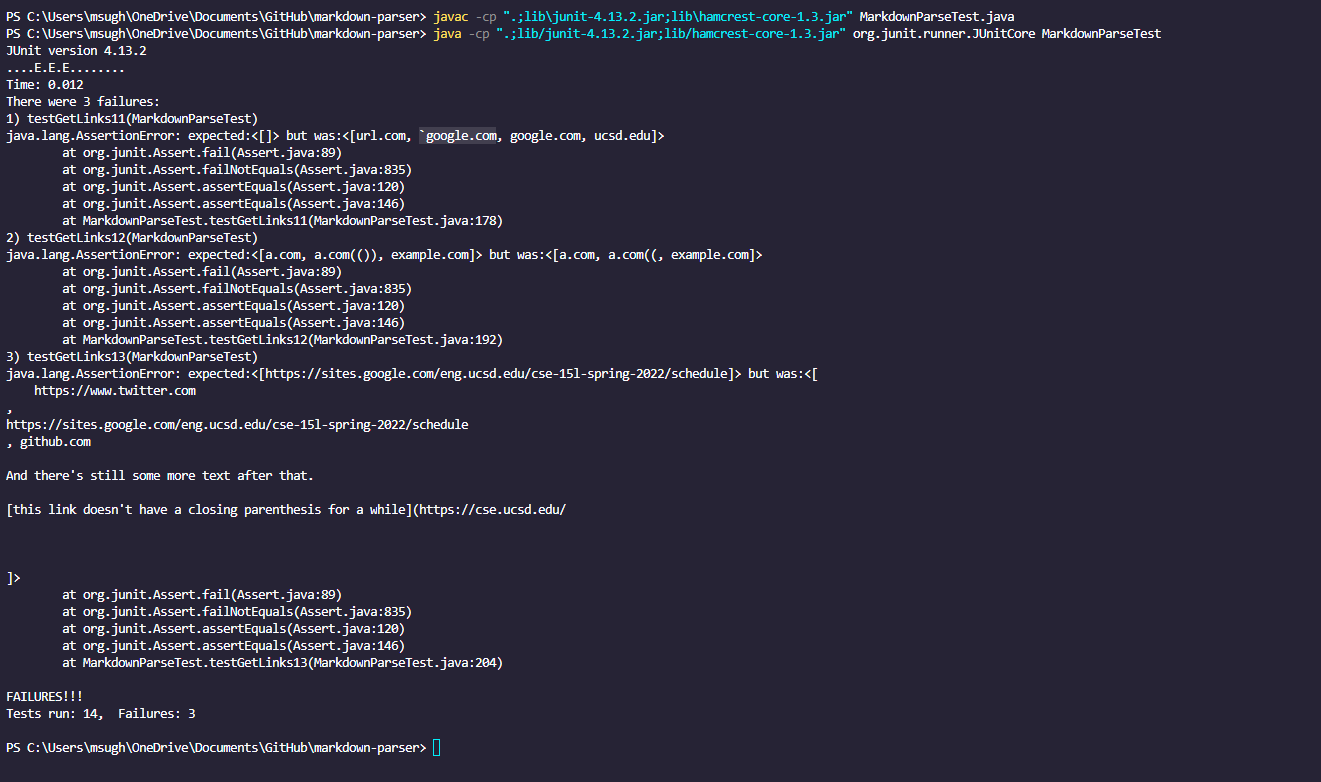 PS C:\Users\msugh\OneDrive\Documents\GitHub\markdown-parser> javac -cp ".;lib\junit-4.13.2.jar;lib\hamcrest-core-1.3.jar" MarkdownParseTest.java
PS C:\Users\msugh\OneDrive\Documents\GitHub\markdown-parser> java -cp ".;lib/junit-4.13.2.jar;lib/hamcrest-core-1.3.jar" org.junit.runner.JUnitCore MarkdownParseTest
JUnit version 4.13.2
....E.E.E........
Time: 0.012
There were 3 failures:
1) testGetLinks11(MarkdownParseTest)
java.lang.AssertionError: expected:<[]> but was:<[url.com, `google.com, google.com, ucsd.edu]>
        at org.junit.Assert.fail(Assert.java:89)
        at org.junit.Assert.failNotEquals(Assert.java:835)
        at org.junit.Assert.assertEquals(Assert.java:120)
        at org.junit.Assert.assertEquals(Assert.java:146)
        at MarkdownParseTest.testGetLinks11(MarkdownParseTest.java:178)
2) testGetLinks12(MarkdownParseTest)
java.lang.AssertionError: expected:<[a.com, a.com(()), example.com]> but was:<[a.com, a.com((, example.com]>
        at org.junit.Assert.fail(Assert.java:89)
        at org.junit.Assert.failNotEquals(Assert.java:835)
        at org.junit.Assert.assertEquals(Assert.java:120)
        at org.junit.Assert.assertEquals(Assert.java:146)
        at MarkdownParseTest.testGetLinks12(MarkdownParseTest.java:192)
3) testGetLinks13(MarkdownParseTest)
java.lang.AssertionError: expected:<[https://sites.google.com/eng.ucsd.edu/cse-15l-spring-2022/schedule]> but was:<[
    https://www.twitter.com
,
https://sites.google.com/eng.ucsd.edu/cse-15l-spring-2022/schedule
, github.com

And there's still some more text after that.

[this link doesn't have a closing parenthesis for a while](https://cse.ucsd.edu/



]>
        at org.junit.Assert.fail(Assert.java:89)
        at org.junit.Assert.failNotEquals(Assert.java:835)
        at org.junit.Assert.assertEquals(Assert.java:120)
        at org.junit.Assert.assertEquals(Assert.java:146)
        at MarkdownParseTest.testGetLinks13(MarkdownParseTest.java:204)

FAILURES!!!
Tests run: 14,  Failures: 3

PS C:\Users\msugh\OneDrive\Documents\GitHub\markdown-parser>